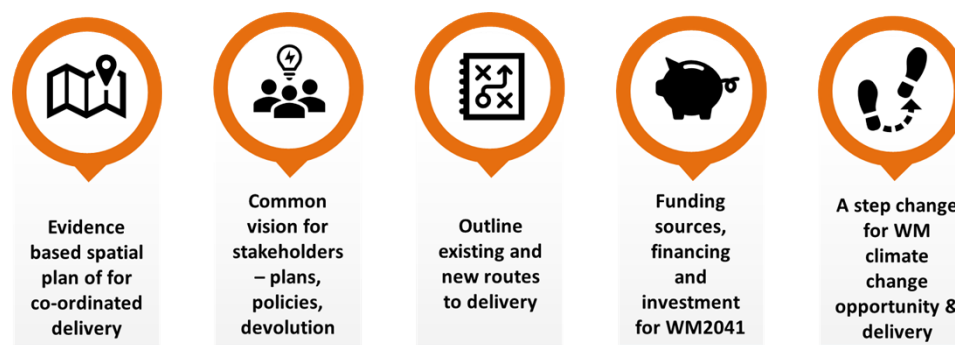 Evidence
based spatial
plan of for
co-ordinated
delivery
Common
vision for
stakeholders
– plans,
policies,
devolution
Outline
existing and
new routes
to delivery
Funding
sources,
financing
and
investment
for WM2041
A step change
for WM
climate
change
opportunity &
delivery